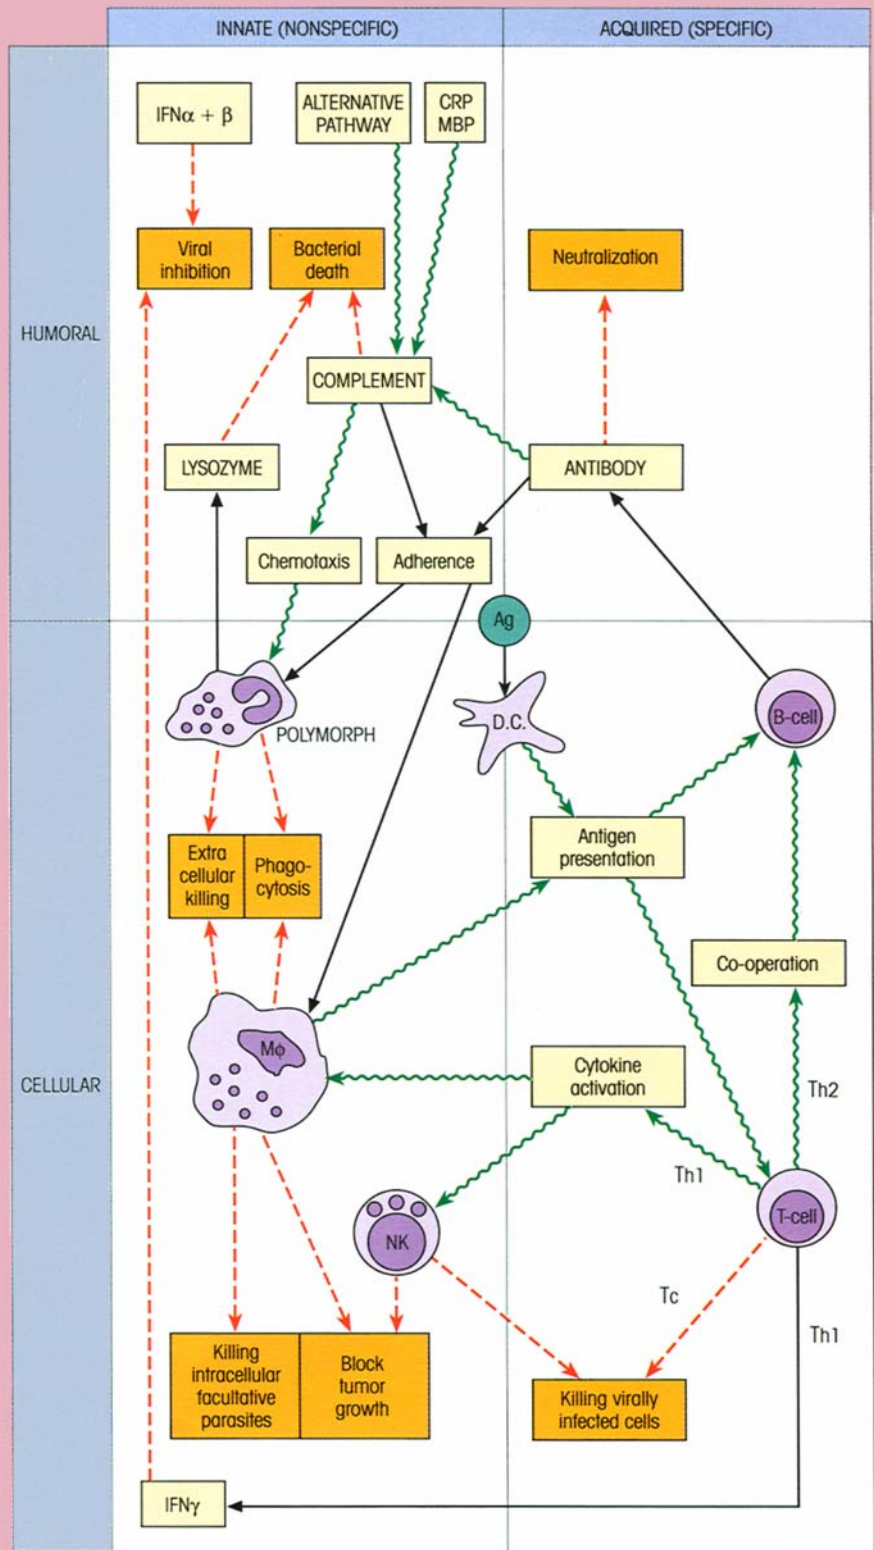 INNATE (NONSPECIFIC)
ACQUIRED (SPECIFIC)
HUMORAL
IFNα + β
ALTERNATIVE
PATHWAY
CRP
MBP
Viral
inhibition
Bacterial
death
Neutralization
COMPLEMENT
LYSOZYME
ANTIBODY
Chemotaxis
Adherence
Ag
CELLULAR
POLYMORPH
D.C.
B-cell
Extra
cellular
killing
Phago-
cytosis
Antigen
presentation
Co-operation
Mϕ
Cytokine
activation
Th2
Th1
NK
T-cell
Tc
Th1
Killing
intracellular
facultative
parasites
Block
tumor
growth
Killing virally
infected cells
IFNγ